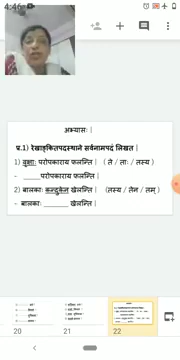 4:46
अभ्यासः |
प्र.1) रेखाङ्कितपदस्थाने सर्वनामपदं लिखत
1) वृक्षाः परोपकाराय फलन्ति | ( ते / ताः / तस्य )
- ______ परोपकाराय फलन्ति |
2) बालकाः कन्दुकेन खेलन्ति | (तस्य / तेन / तम्)
- बालकाः ______ खेलन्ति |
20
21
22